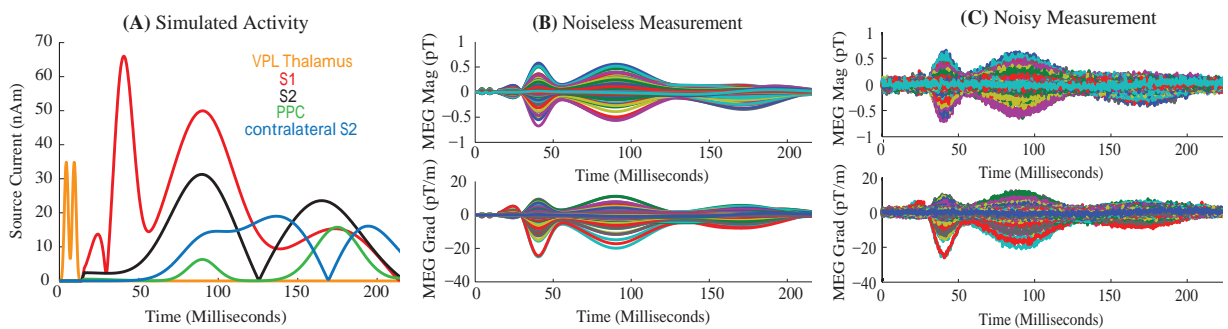 (A) Simulated Activity
Source Current (nAm)
70
60
50
40
30
20
10
0
VPL Thalamus
S1
S2
PPC
contralateral S2
50
100
150
200
Time (Milliseconds)
(B) Noiseless Measurement
MEG Mag (pT)
1
0.5
0
−0.5
−1
0
50
100
150
200
Time (Milliseconds)
MEG Grad (pT/m)
20
0
−20
−40
0
50
100
150
200
Time (Milliseconds)
(C) Noisy Measurement
MEG Mag (pT)
1
0.5
0
−0.5
−1
0
50
100
150
200
Time (Milliseconds)
MEG Grad (pT/m)
20
0
−20
−40
0
50
100
150
200
Time (Milliseconds)